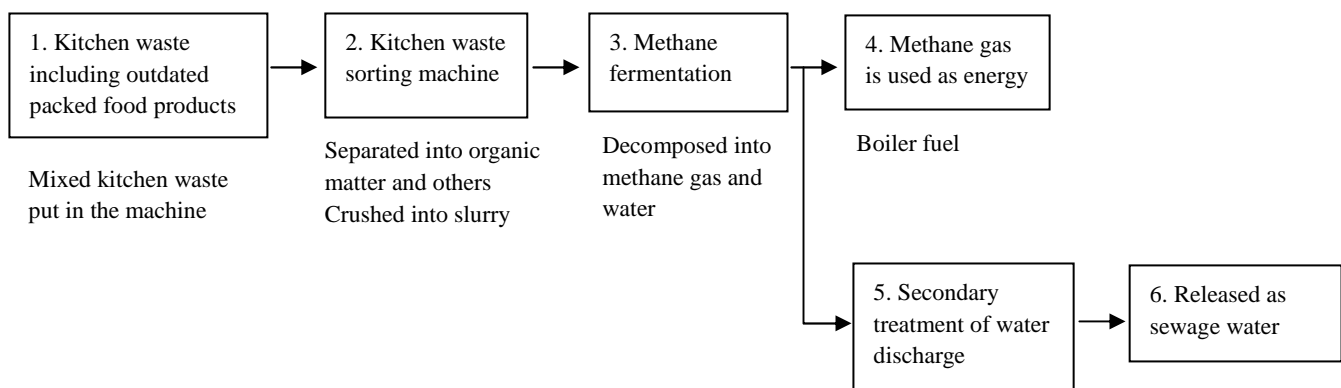 1. Kitchen waste
including outdated
packed food products
Mixed kitchen waste
put in the machine
2. Kitchen waste
sorting machine
Separated into organic
matter and others
Crushed into slurry
3. Methane
fermentation
Decomposed into
methane gas and
water
4. Methane gas
is used as energy
Boiler fuel
5. Secondary
treatment of water
discharge
6. Released as
sewage water